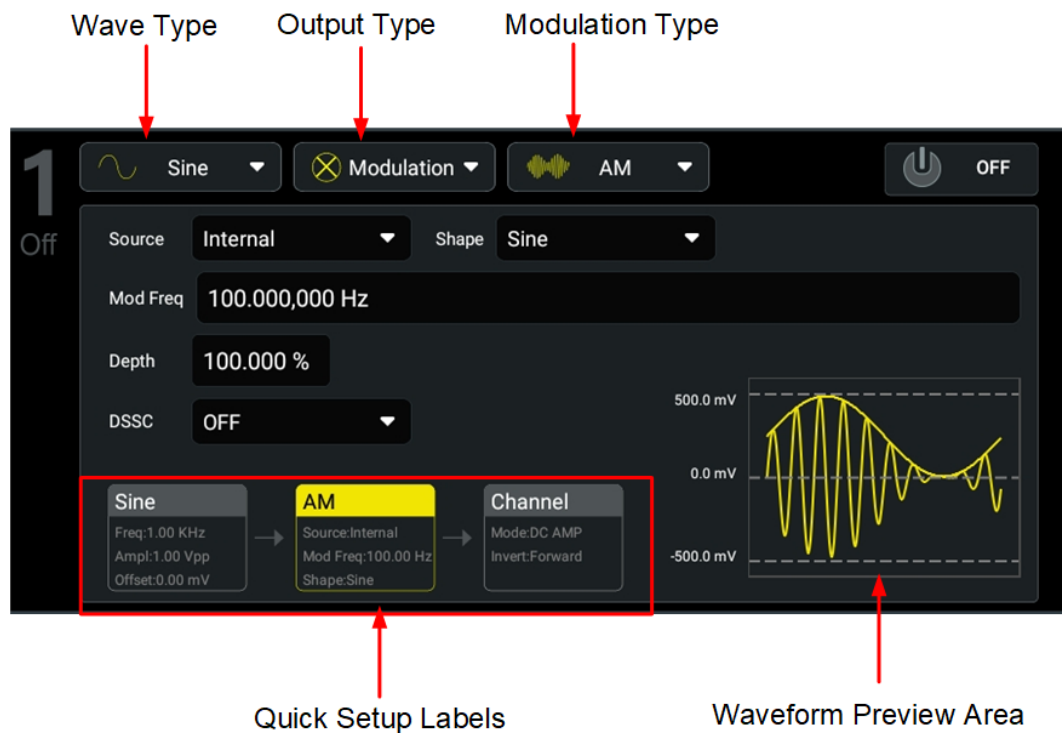 Wave Type
Output Type
Modulation Type
1
Off
Sine
Modulation
AM
OFF
Source
Internal
Shape
Sine
Mod Freq
100.000,000 Hz
Depth
100.000 %
DSSC
OFF
500.0 mV
0.0 mV
-500.0 mV
Sine
Freq:1.00 KHz
Ampl:1.00 Vpp
Offset:0.00 mV
AM
Source:Internal
Mod Freq:100.00 Hz
Shape:Sine
Channel
Mode:DC AMP
Invert:Forward
Quick Setup Labels
Waveform Preview Area